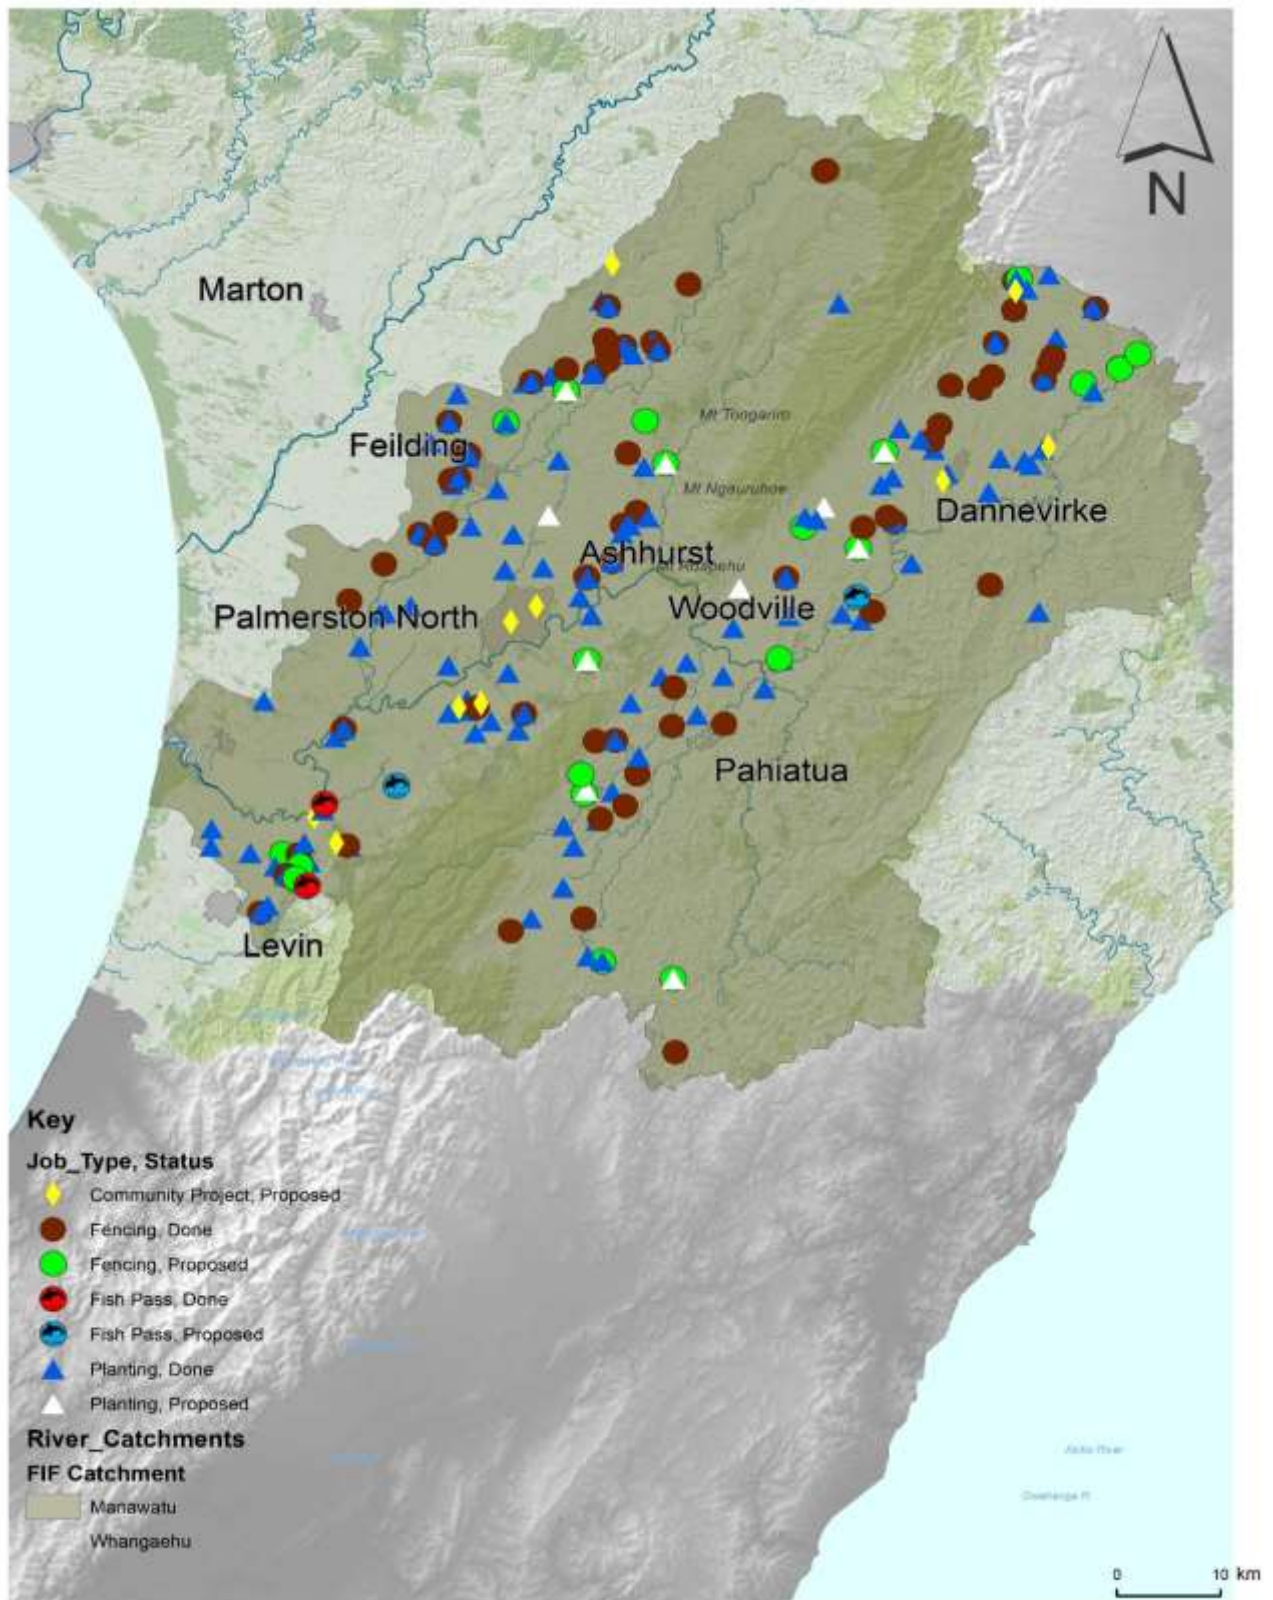 N
Marton
Mt Tongariro
Feilding
Mt Ngauruhoe
Dannevirke
Ashhurst
Mt Ruapehu
Woodville
Palmerston North
Pahiatua
Levin
Key
Job_Type, Status
Community Project, Proposed
Fencing, Done
Fencing, Proposed
Fish Pass, Done
Fish Pass, Proposed
Planting, Done
Planting, Proposed
River_Catchments
FIF Catchment
Manawatu
Whangaehu
0 10 km